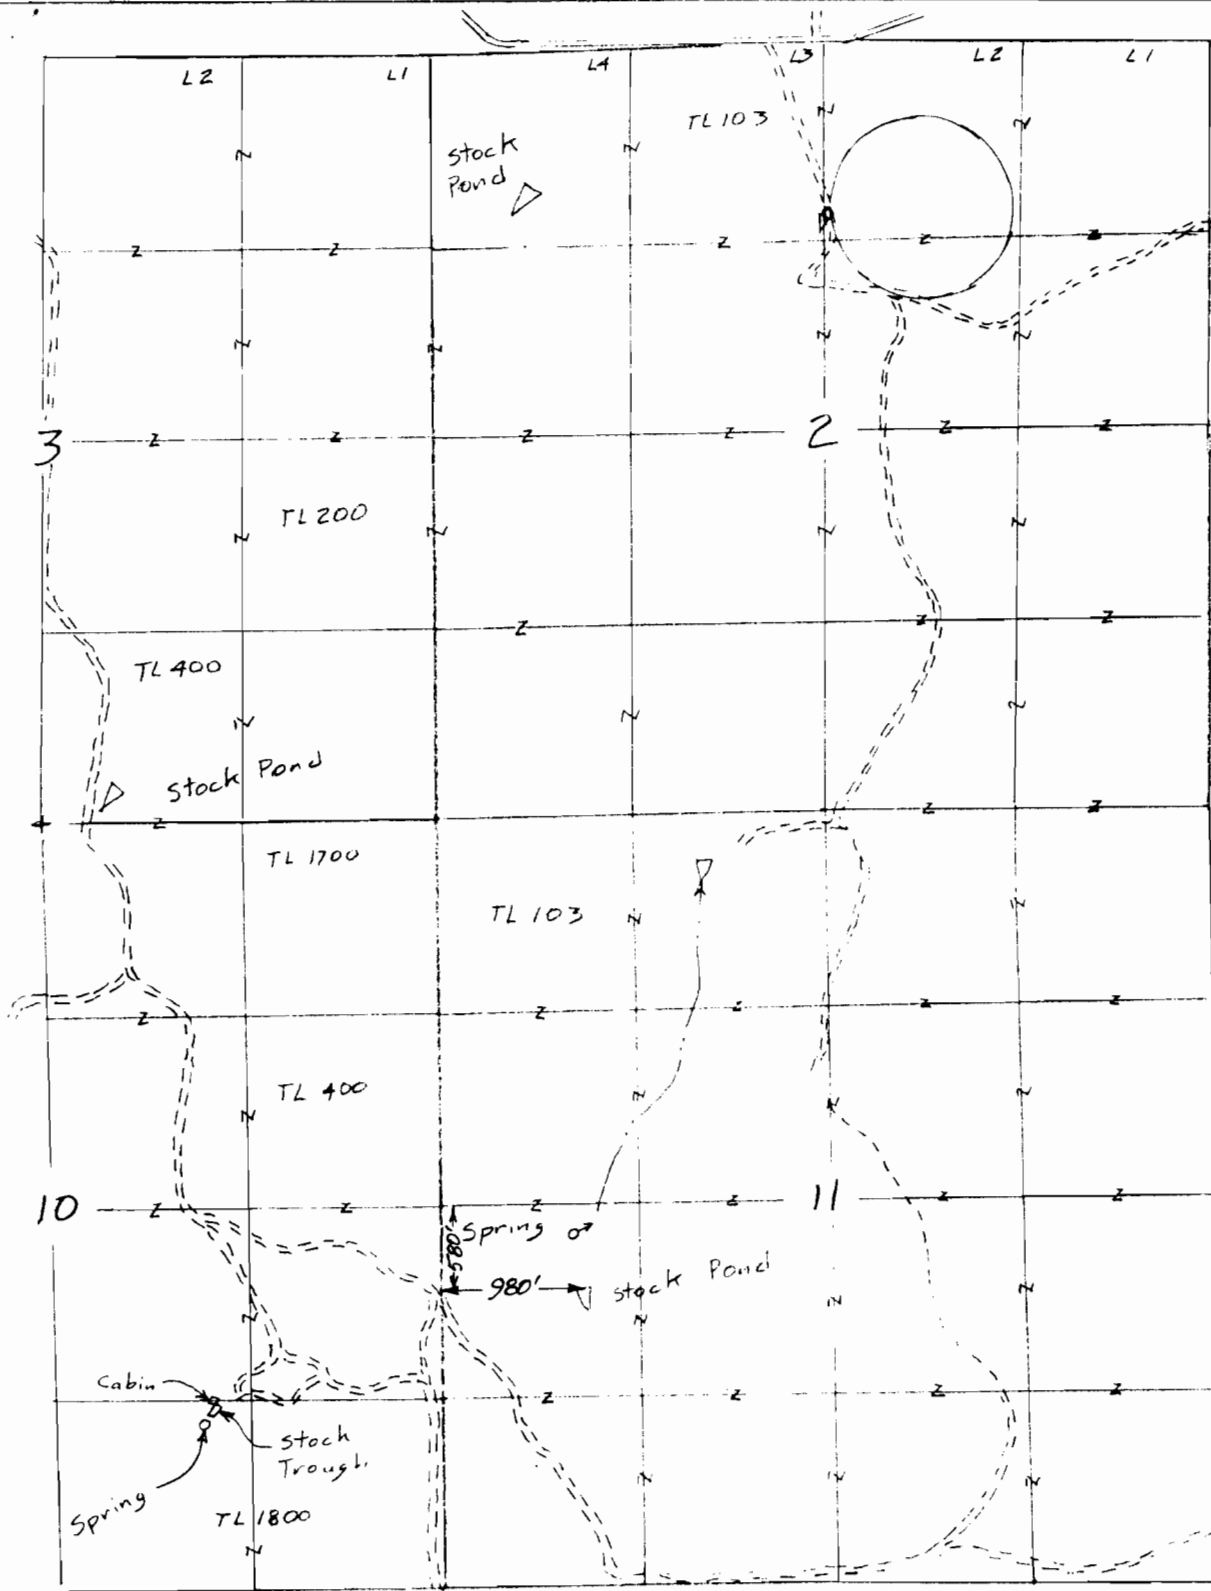 L2
L1
L4
L3
L2
L1
TL 103
Stock
Pond
3
2
TL 200
TL 400
Stock Pond
TL 1700
TL 103
TL 400
10
11
Spring
580'
980'
Stock Pond
Cabin
Stock
Trough
Spring
TL 1800